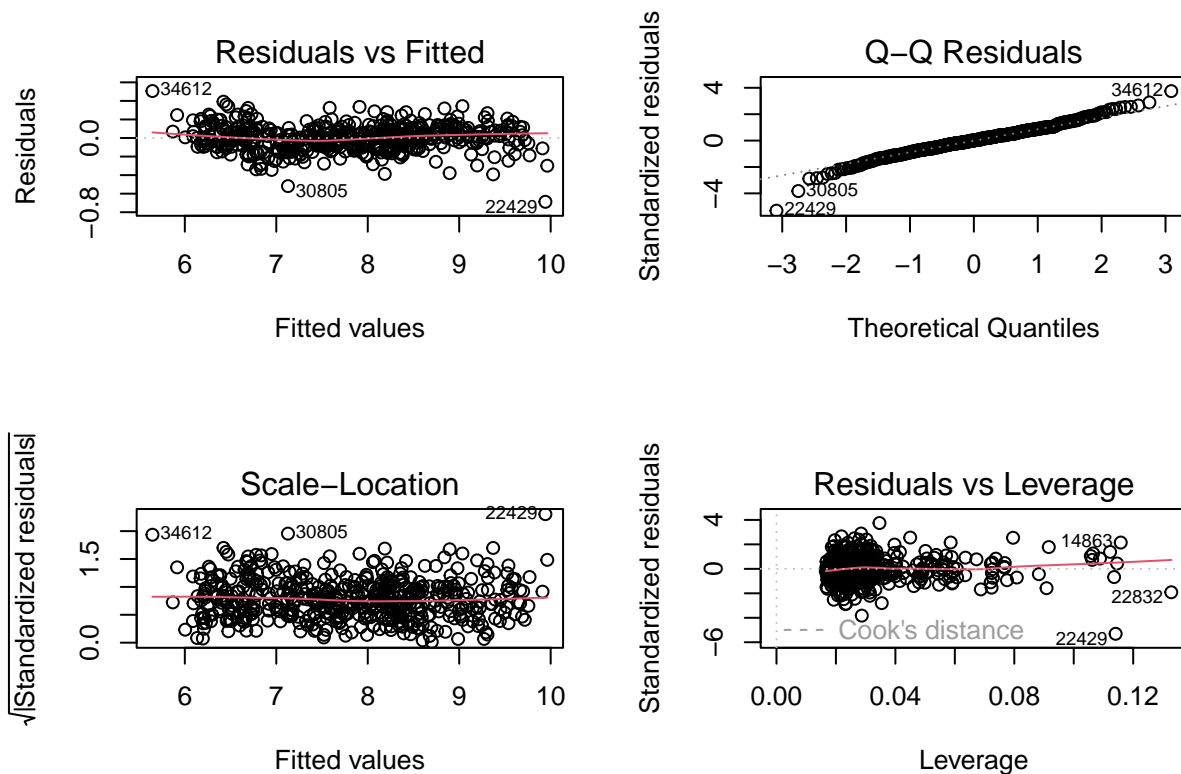 Residuals vs Fitted
Residuals
0.0
−0.8
34612
30805
22429
6 7 8 9 10
Fitted values
Q−Q Residuals
Standardized residuals
4
0
−4
34612
30805
22429
−3 −2 −1 0 1 2 3
Theoretical Quantiles
Scale−Location
√|Standardized residuals|
1.5
0.0
34612
30805
22429
6 7 8 9 10
Fitted values
Residuals vs Leverage
Standardized residuals
4
0
−6
14863
22832
22429
Cook's distance
0.00 0.04 0.08 0.12
Leverage